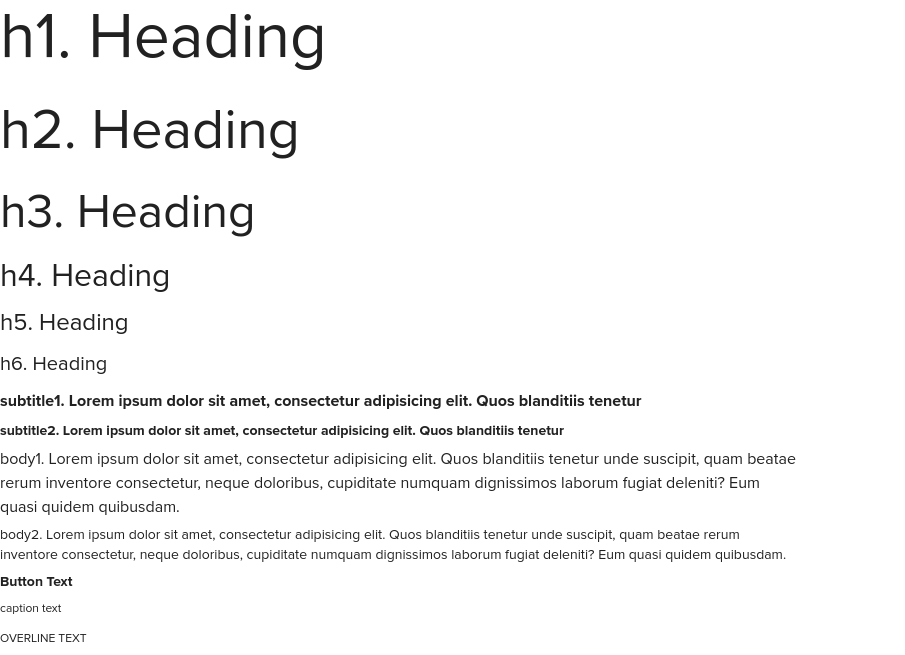 h1. Heading
h2. Heading
h3. Heading
h4. Heading
h5. Heading
h6. Heading
subtitle1. Lorem ipsum dolor sit amet, consectetur adipisicing elit. Quos blanditiis tenetur
subtitle2. Lorem ipsum dolor sit amet, consectetur adipisicing elit. Quos blanditiis tenetur
body1. Lorem ipsum dolor sit amet, consectetur adipisicing elit. Quos blanditiis tenetur unde suscipit, quam beatae
rerum inventore consectetur, neque doloribus, cupiditate numquam dignissimos laborum fugiat deleniti? Eum
quasi quidem quibusdam.
body2. Lorem ipsum dolor sit amet, consectetur adipisicing elit. Quos blanditiis tenetur unde suscipit, quam beatae rerum
inventore consectetur, neque doloribus, cupiditate numquam dignissimos laborum fugiat deleniti? Eum quasi quidem quibusdam.
Button Text
caption text
OVERLINE TEXT